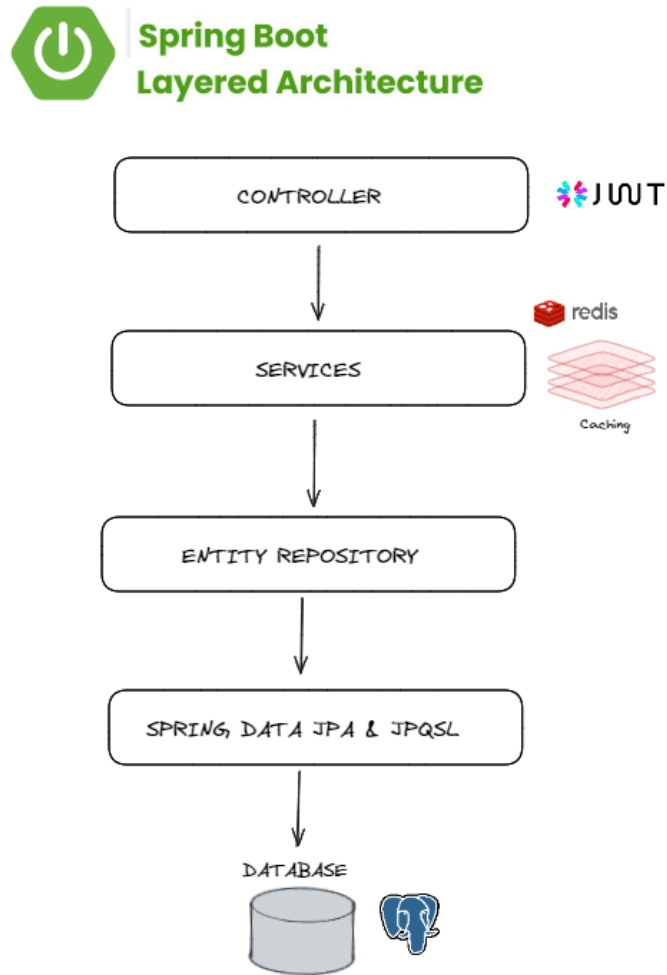 Spring Boot
Layered Architecture
CONTROLLER
JWT
redis
SERVICES
Caching
ENTITY REPOSITORY
SPRING DATA JPA & JPQSL
DATABASE